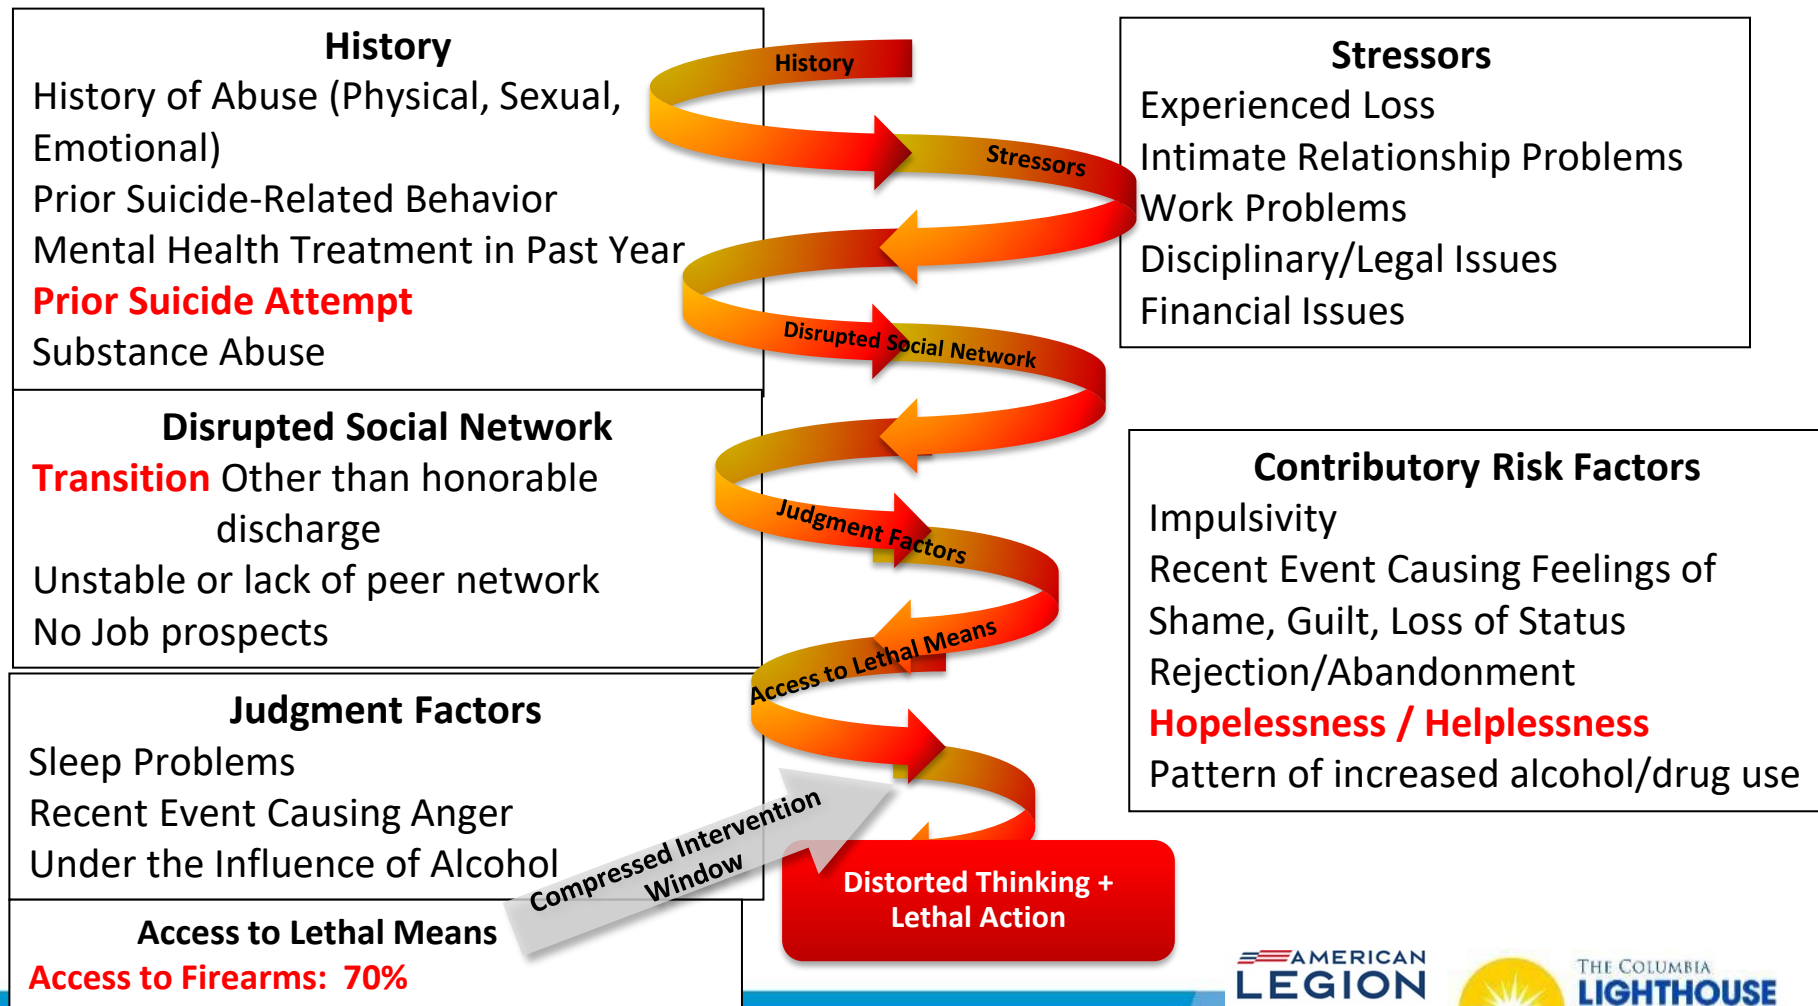 History
History of Abuse (Physical, Sexual,
Emotional)
Prior Suicide-Related Behavior
Mental Health Treatment in Past Year
Prior Suicide Attempt
Substance Abuse
Disrupted Social Network
Transition Other than honorable
discharge
Unstable or lack of peer network
No Job prospects
Judgment Factors
Sleep Problems
Recent Event Causing Anger
Under the Influence of Alcohol
Access to Lethal Means
Access to Firearms: 70%
History
Stressors
Disrupted Social Network
Judgment Factors
Access to Lethal Means
Compressed Intervention
Window
Distorted Thinking +
Lethal Action
Stressors
Experienced Loss
Intimate Relationship Problems
Work Problems
Disciplinary/Legal Issues
Financial Issues
Contributory Risk Factors
Impulsivity
Recent Event Causing Feelings of
Shame, Guilt, Loss of Status
Rejection/Abandonment
Hopelessness / Helplessness
Pattern of increased alcohol/drug use
AMERICAN
LEGION
THE COLUMBIA
LIGHTHOUSE